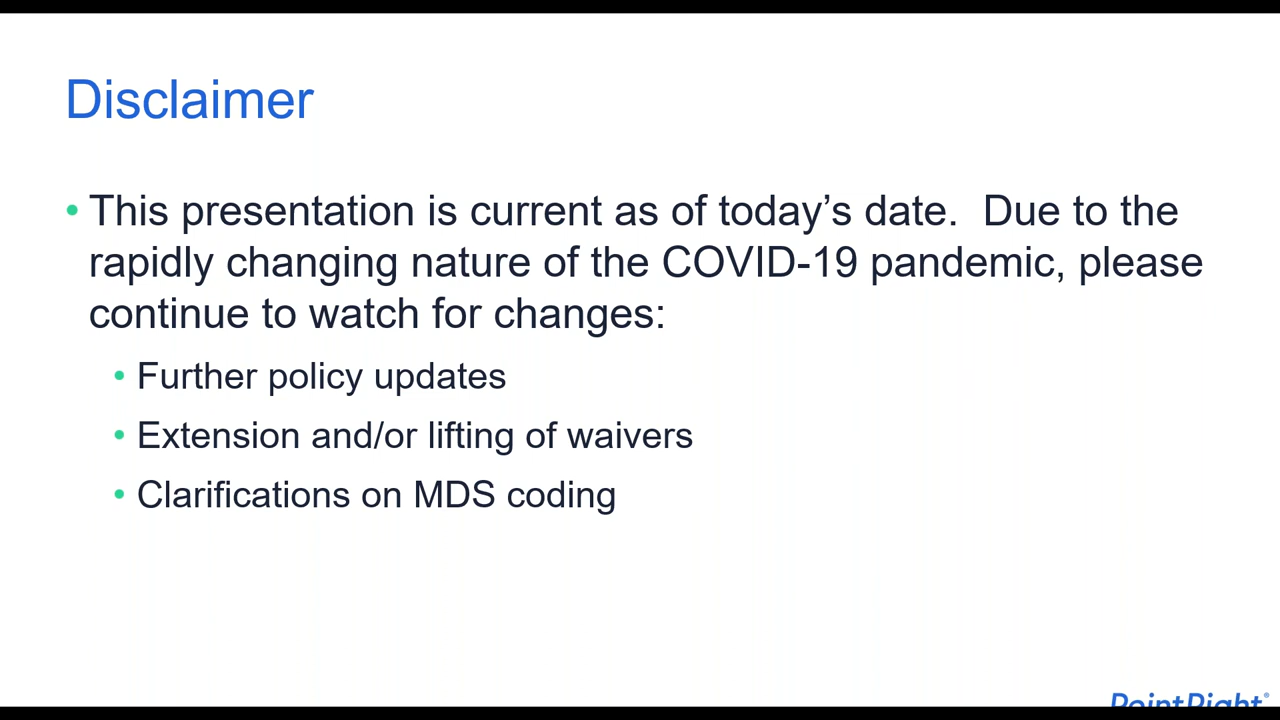 Disclaimer
• This presentation is current as of today’s date.  Due to the
rapidly changing nature of the COVID-19 pandemic, please
continue to watch for changes:
• Further policy updates
• Extension and/or lifting of waivers
• Clarifications on MDS coding
PointRight®